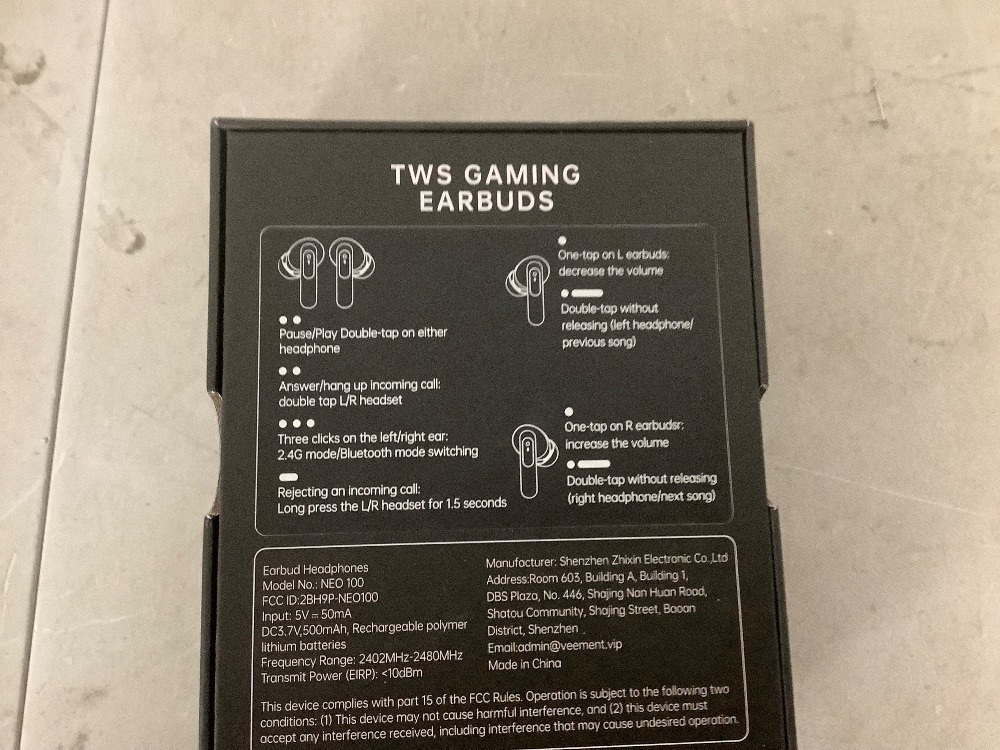 TWS GAMING
EARBUDS
Pause/Play Double-tap on either
headphone
Answer/hang up incoming call:
double tap L/R headset
Three clicks on the left/right ear:
2.4G mode/Bluetooth mode switching
Rejecting an incoming call:
Long press the L/R headset for 1.5 seconds
One-tap on L earbuds:
decrease the volume
Double-tap without
releasing (left headphone/
previous song)
One-tap on R earbudsr:
increase the volume
Double-tap without releasing
(right headphone/next song)
Earbud Headphones
Model No.: NEO 100
FCC ID:2BH9P-NEO100
Input: 5V⎓50mA
DC3.7V,500mAh, Rechargeable polymer
lithium batteries
Frequency Range: 2402MHz-2480MHz
Transmit Power (EIRP): <10dBm
Manufacturer: Shenzhen Zhixin Electronic Co.,Ltd
Address:Room 603, Building A, Building 1,
DBS Plaza, No. 446, Shajing Nan Huan Road,
Shatou Community, Shajing Street, Baoan
District, Shenzhen
Email:admin@veement.vip
Made in China
This device complies with part 15 of the FCC Rules. Operation is subject to the following two
conditions: (1) This device may not cause harmful interference, and (2) this device must
accept any interference received, including interference that may cause undesired operation.